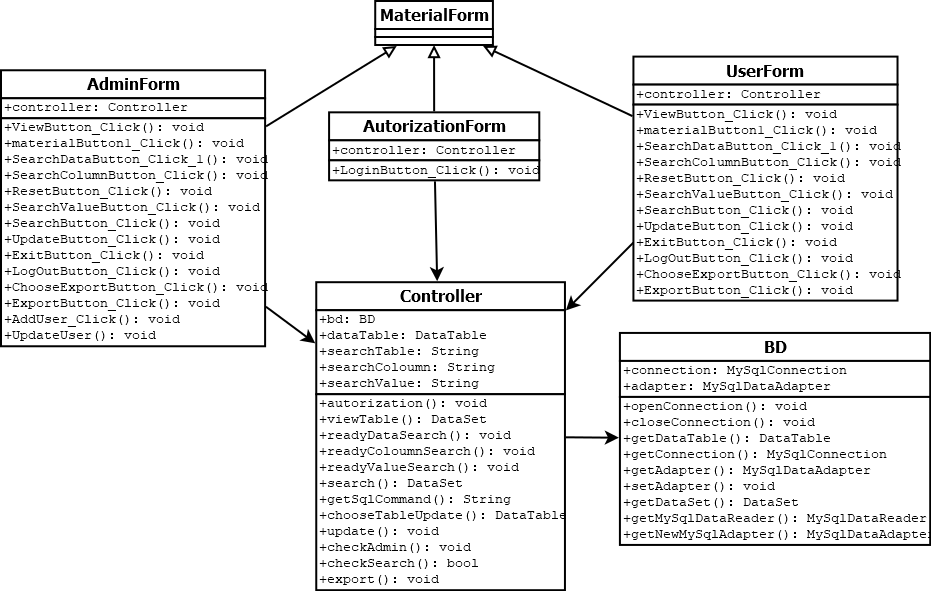 MaterialForm
AdminForm
+controller: Controller
+ViewButton_Click(): void
+materialButton1_Click(): void
+SearchDataButton_Click_1(): void
+SearchColumnButton_Click(): void
+ResetButton_Click(): void
+SearchValueButton_Click(): void
+SearchButton_Click(): void
+UpdateButton_Click(): void
+ExitButton_Click(): void
+LogOutButton_Click(): void
+ChooseExportButton_Click(): void
+ExportButton_Click(): void
+AddUser_Click(): void
+UpdateUser(): void
AutorizationForm
+controller: Controller
+LoginButton_Click(): void
UserForm
+controller: Controller
+ViewButton_Click(): void
+materialButton1_Click(): void
+SearchDataButton_Click_1(): void
+SearchColumnButton_Click(): void
+ResetButton_Click(): void
+SearchValueButton_Click(): void
+SearchButton_Click(): void
+UpdateButton_Click(): void
+ExitButton_Click(): void
+LogOutButton_Click(): void
+ChooseExportButton_Click(): void
+ExportButton_Click(): void
Controller
+bd: BD
+dataTable: DataTable
+searchTable: String
+searchColoumn: String
+searchValue: String
+autorization(): void
+viewTable(): DataSet
+readyDataSearch(): void
+readyColoumnSearch(): void
+readyValueSearch(): void
+search(): DataSet
+getSqlCommand(): String
+chooseTableUpdate(): DataTable
+update(): void
+checkAdmin(): void
+checkSearch(): bool
+export(): void
BD
+connection: MySqlConnection
+adapter: MySqlDataAdapter
+openConnection(): void
+closeConnection(): void
+getDataTable(): DataTable
+getConnection(): MySqlConnection
+getAdapter(): MySqlDataAdapter
+setAdapter(): void
+getDataSet(): DataSet
+getMySqlDataReader(): MySqlDataReader
+getNewMySqlAdapter(): MySqlDataAdapter